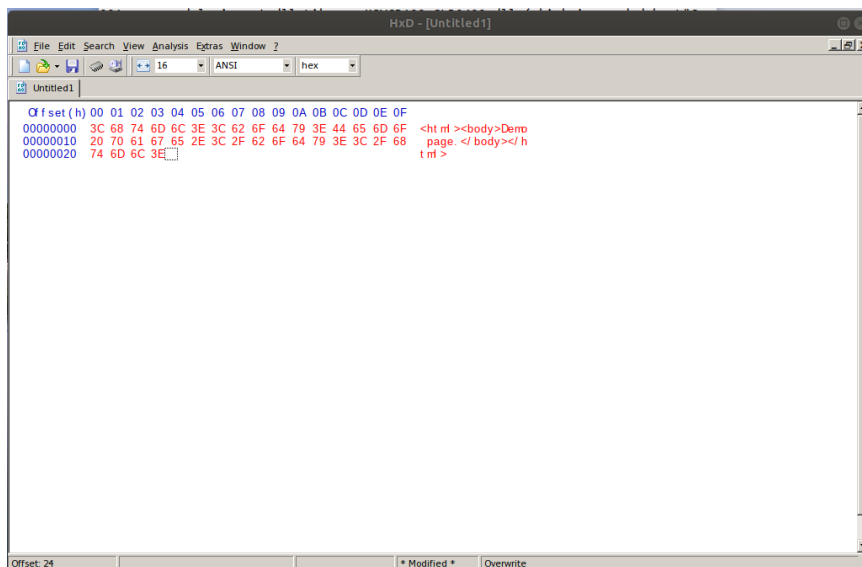 HxD - [Untitled1]
File Edit Search View Analysis Extras Window ?
16 ANSI hex
Untitled1
Offset(h) 00 01 02 03 04 05 06 07 08 09 0A 0B 0C 0D 0E 0F
00000000 3C 68 74 6D 6C 3E 3C 62 6F 64 79 3E 44 65 6D 6F <html><body>Demo
00000010 20 70 61 67 65 2E 3C 2F 62 6F 64 79 3E 3C 2F 68 page.</body></h
00000020 74 6D 6C 3E tml>
Offset: 24 * Modified * Overwrite